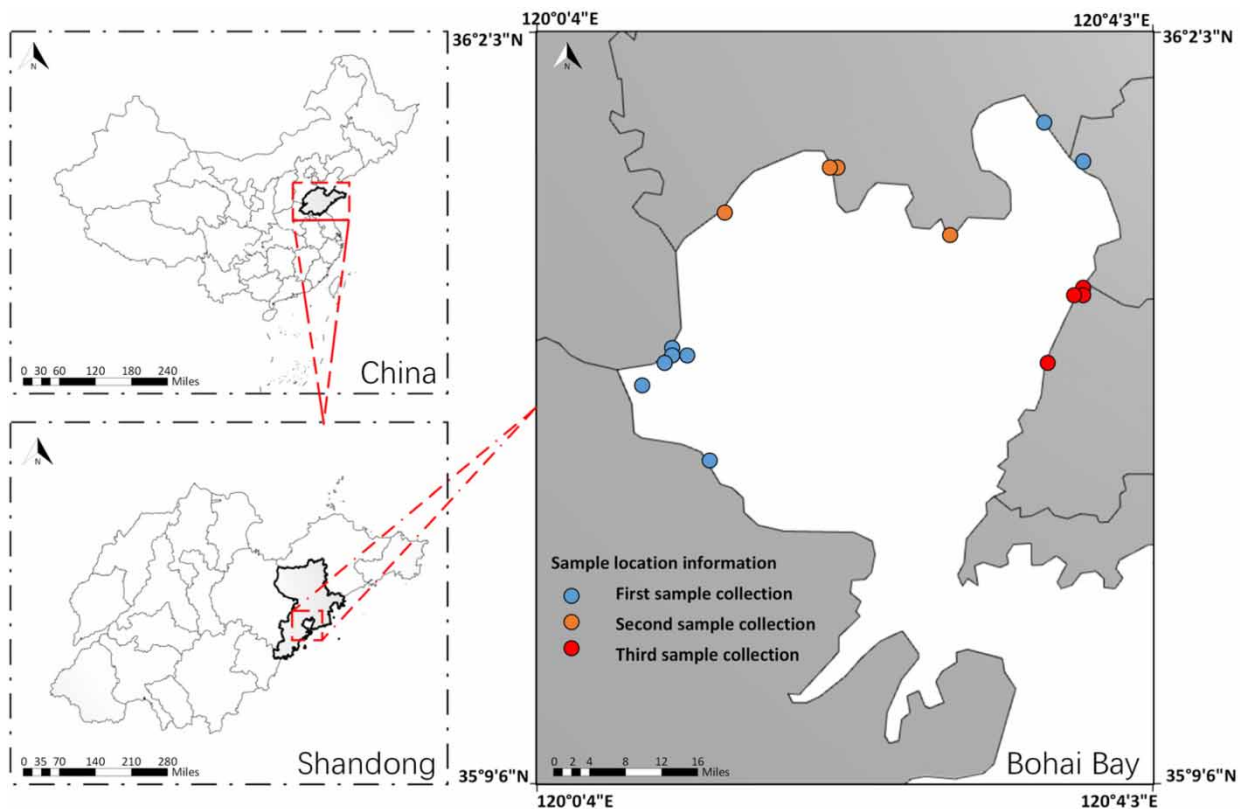 120°0'4"E
120°4'3"E
36°2'3"N
36°2'3"N
N
N
0 30 60 120 180 240
Miles
China
N
0 35 70 140 210 280
Miles
Shandong
Sample location information
First sample collection
Second sample collection
Third sample collection
0 2 4 8 12 16
Miles
Bohai Bay
35°9'6"N
35°9'6"N
120°0'4"E
120°4'3"E